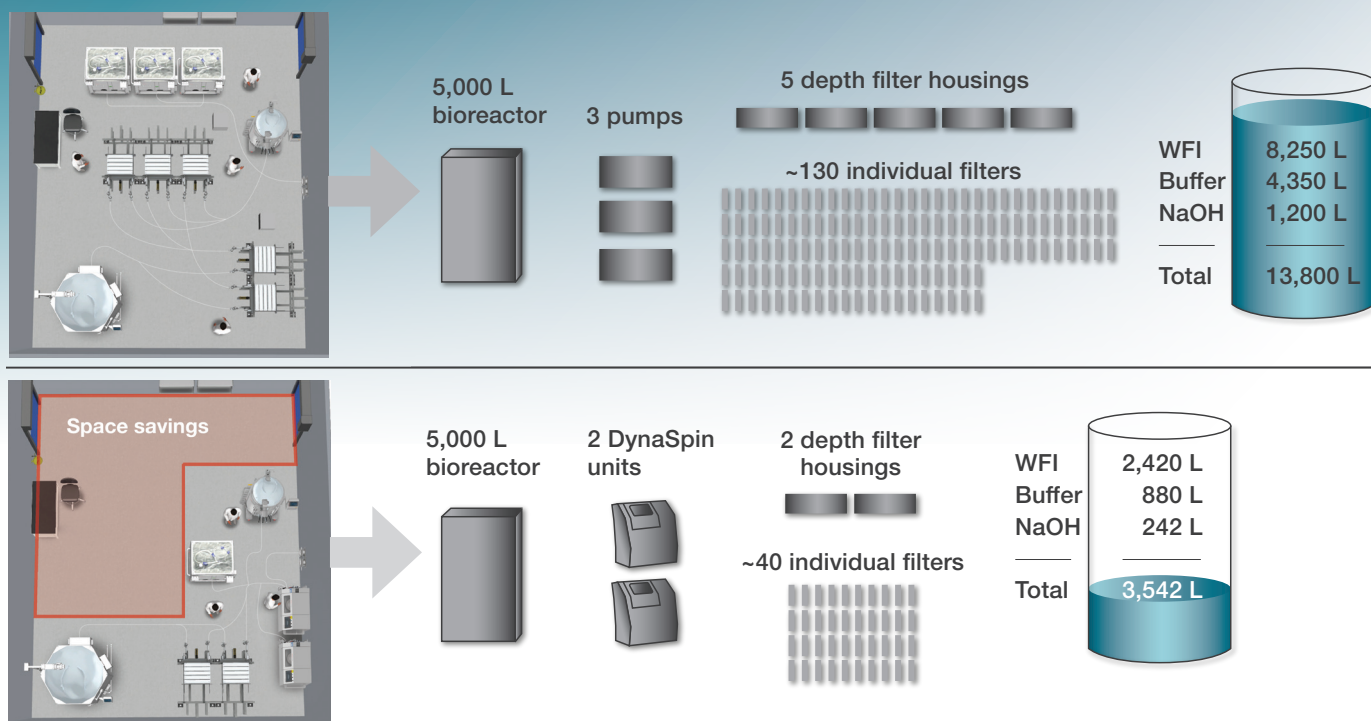 5,000 L
bioreactor
3 pumps
5 depth filter housings
~130 individual filters
WFI 8,250 L
Buffer 4,350 L
NaOH 1,200 L
Total 13,800 L
Space savings
5,000 L
bioreactor
2 DynaSpin
units
2 depth filter
housings
~40 individual filters
WFI 2,420 L
Buffer 880 L
NaOH 242 L
Total 3,542 L